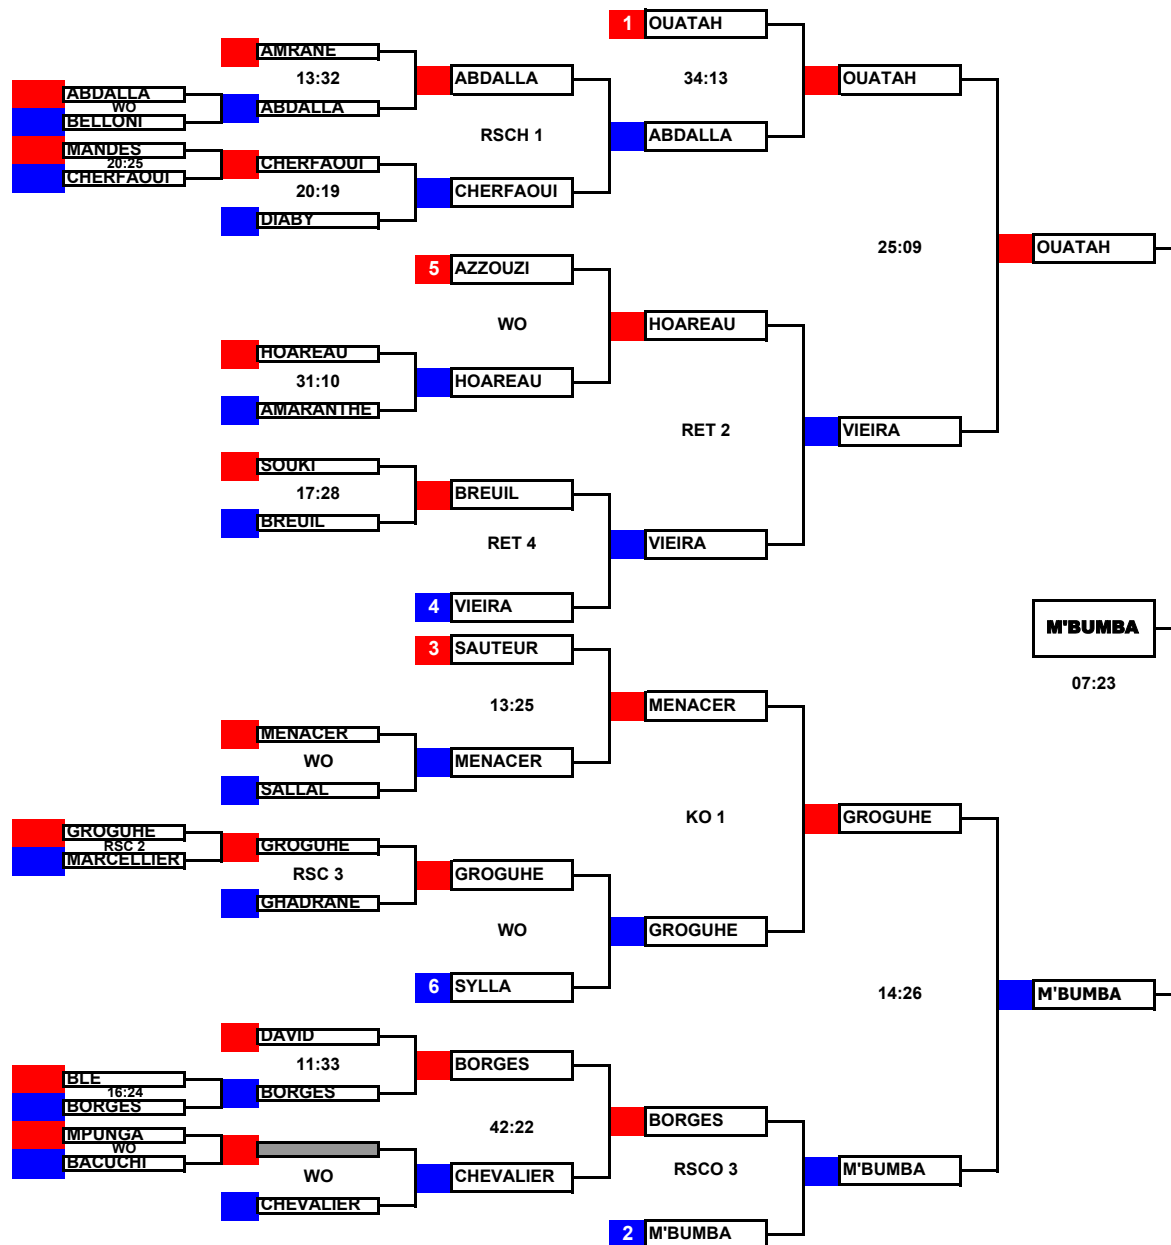 1 OUATAH
AMRANE
13:32
ABDALLA
34:13
OUATAH
ABDALLA
WO
ABDALLA
BELLONI
RSCH 1
ABDALLA
MANDES
20:25
CHERFAOUI
CHERFAOUI
20:19
CHERFAOUI
DIABY
25:09
OUATAH
5 AZZOUZI
WO
HOAREAU
HOAREAU
31:10
HOAREAU
AMARANTHE
RET 2
VIEIRA
SOUKI
17:28
BREUIL
BREUIL
RET 4
VIEIRA
4 VIEIRA
M'BUMBA
07:23
3 SAUTEUR
13:25
MENACER
MENACER
WO
MENACER
SALLAL
KO 1
GROGUHE
GROGUHE
RSC 2
MARCELLIER
GROGUHE
RSC 3
GROGUHE
GHADRANE
WO
GROGUHE
6 SYLLA
14:26
M'BUMBA
DAVID
11:33
BORGES
BLE
16:24
BORGES
BORGES
42:22
BORGES
MPUNGA
WO
BACUCHI
WO
CHEVALIER
CHEVALIER
RSCO 3
M'BUMBA
2 M'BUMBA